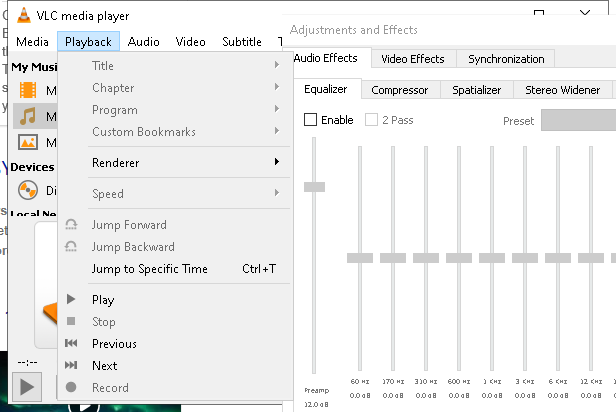 VLC media player
Media Playback Audio Video Subtitle T
Adjustments and Effects
Audio Effects Video Effects Synchronization
Equalizer Compressor Spatializer Stereo Widener
Enable 2 Pass Preset
My Musi
M
M
M
Devices
Di
Local Ne
Title
Chapter
Program
Custom Bookmarks
Renderer
Speed
Jump Forward
Jump Backward
Jump to Specific Time Ctrl+T
Play
Stop
Previous
Next
Record
--:--
60 Hz 170 Hz 310 Hz 600 Hz 1 KHz 3 KHz 6 KHz 12 KHz
Preamp 0.0 dB 0.0 dB 0.0 dB 0.0 dB 0.0 dB 0.0 dB 0.0 dB 0.0 dB
12.0 dB